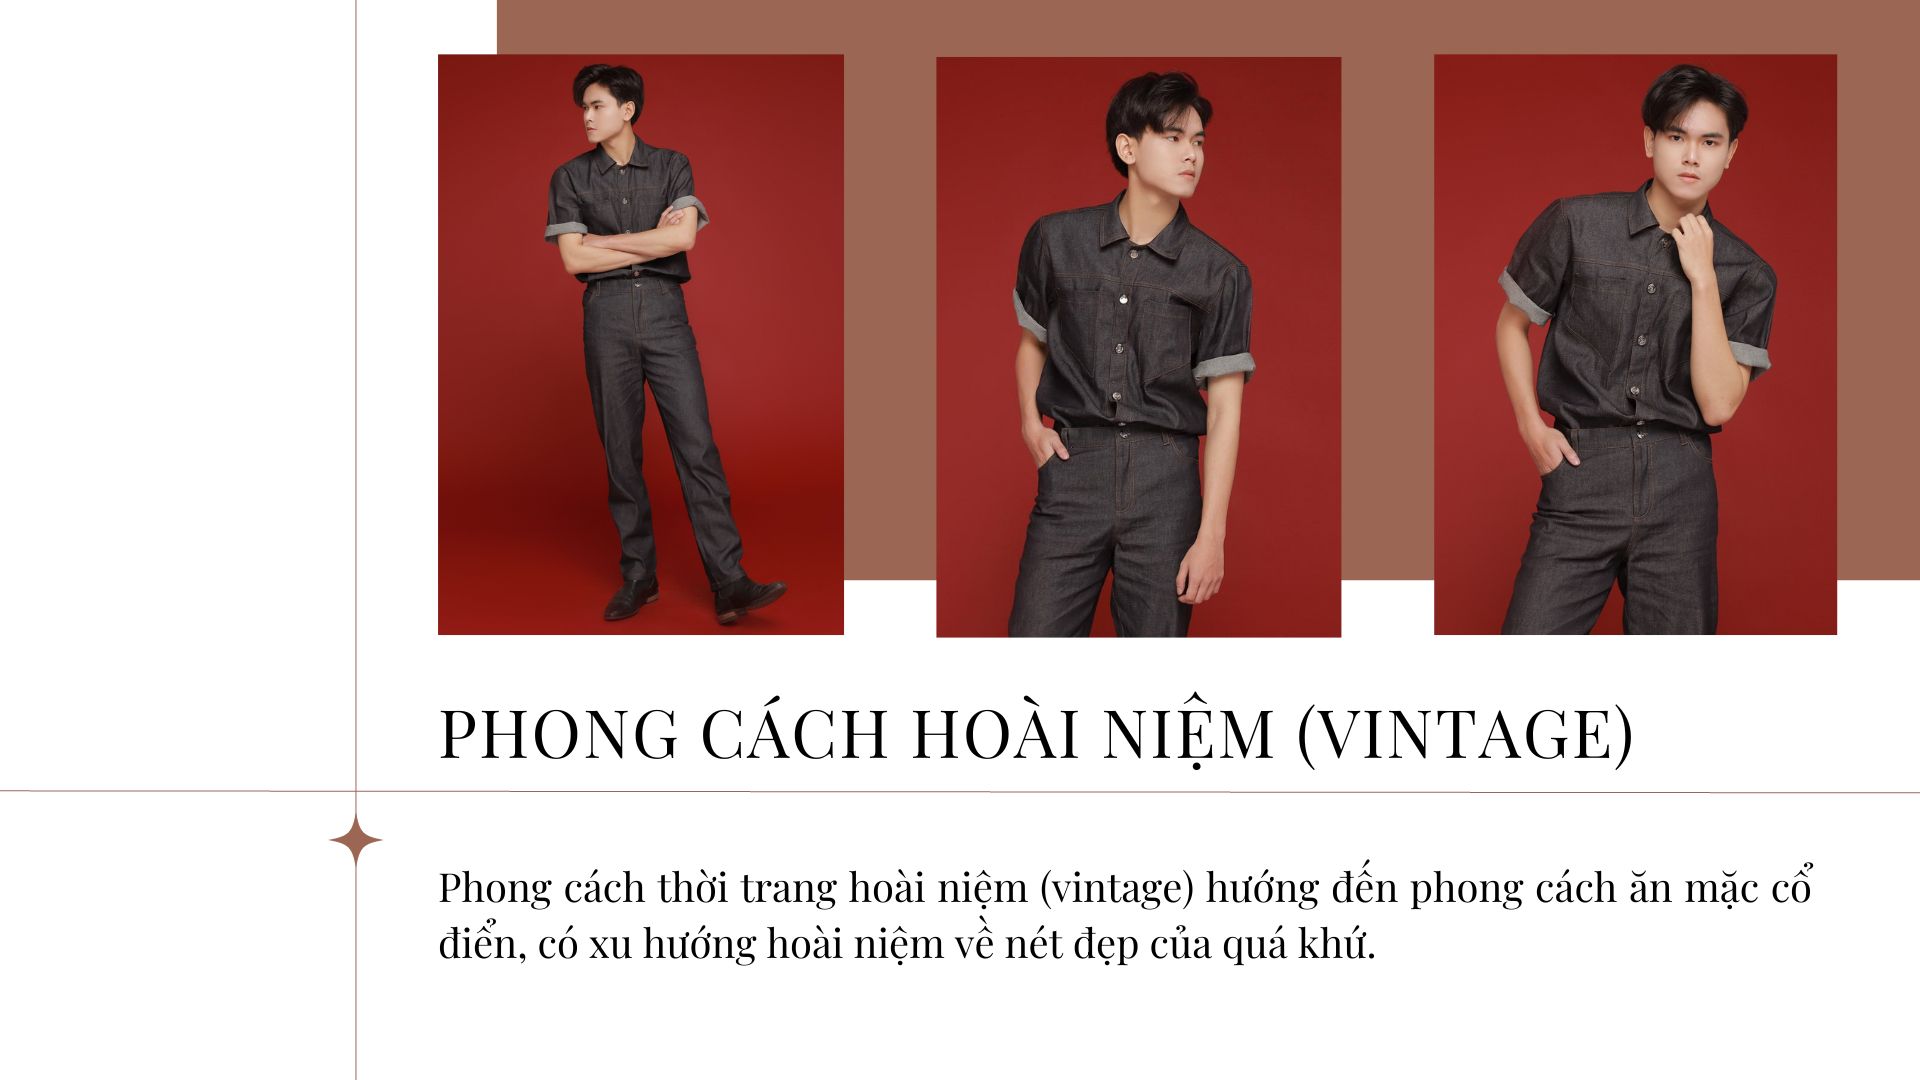 PHONG CÁCH HOÀI NIỆM (VINTAGE)
Phong cách thời trang hoài niệm (vintage) hướng đến phong cách ăn mặc cổ
điển, có xu hướng hoài niệm về nét đẹp của quá khứ.